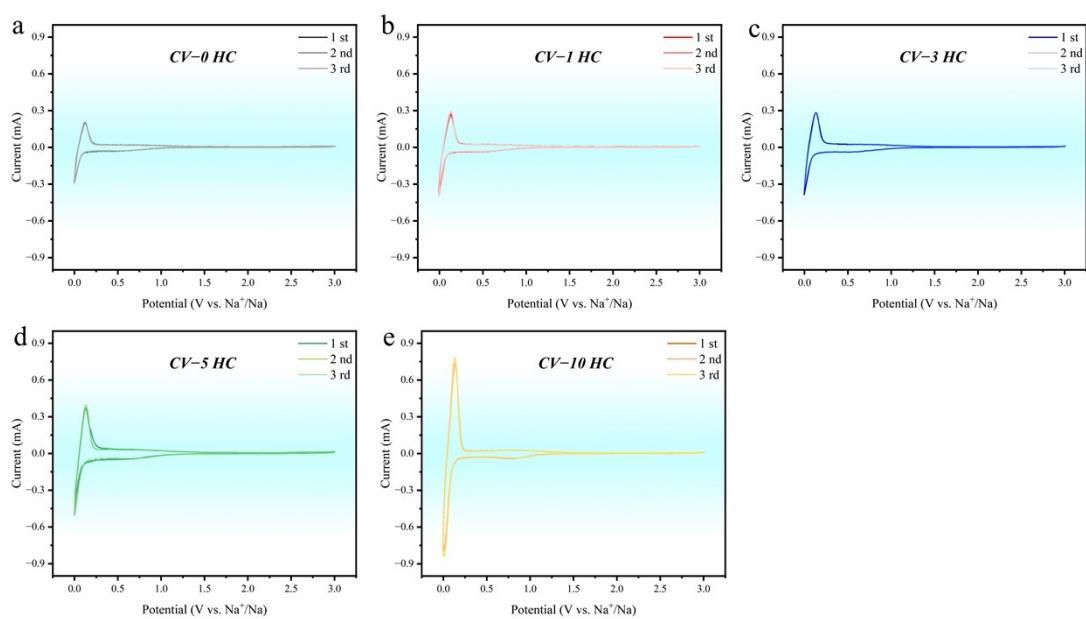 a
CV−0 HC
1 st
2 nd
3 rd
Current (mA)
0.9
0.6
0.3
0.0
−0.3
−0.6
−0.9
0.0 0.5 1.0 1.5 2.0 2.5 3.0
Potential (V vs. Na⁺/Na)
b
CV−1 HC
1 st
2 nd
3 rd
Current (mA)
0.9
0.6
0.3
0.0
−0.3
−0.6
−0.9
0.0 0.5 1.0 1.5 2.0 2.5 3.0
Potential (V vs. Na⁺/Na)
c
CV−3 HC
1 st
2 nd
3 rd
Current (mA)
0.9
0.6
0.3
0.0
−0.3
−0.6
−0.9
0.0 0.5 1.0 1.5 2.0 2.5 3.0
Potential (V vs. Na⁺/Na)
d
CV−5 HC
1 st
2 nd
3 rd
Current (mA)
0.9
0.6
0.3
0.0
−0.3
−0.6
−0.9
0.0 0.5 1.0 1.5 2.0 2.5 3.0
Potential (V vs. Na⁺/Na)
e
CV−10 HC
1 st
2 nd
3 rd
Current (mA)
0.9
0.6
0.3
0.0
−0.3
−0.6
−0.9
0.0 0.5 1.0 1.5 2.0 2.5 3.0
Potential (V vs. Na⁺/Na)